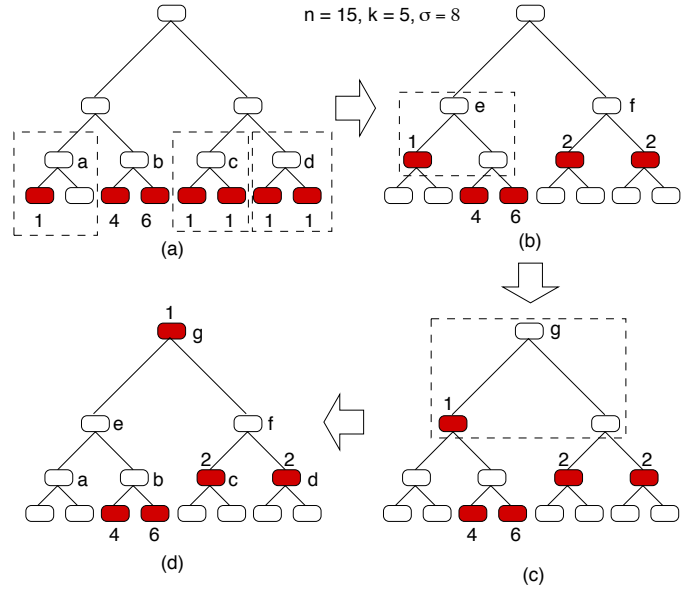 n = 15, k = 5, σ = 8
a b c d
1 4 6 1 1 1 1
(a)
e f
1 2 2
4 6
(b)
g
1
2 2
4 6
(c)
1
g
e f
2 2
a b c d
4 6
(d)